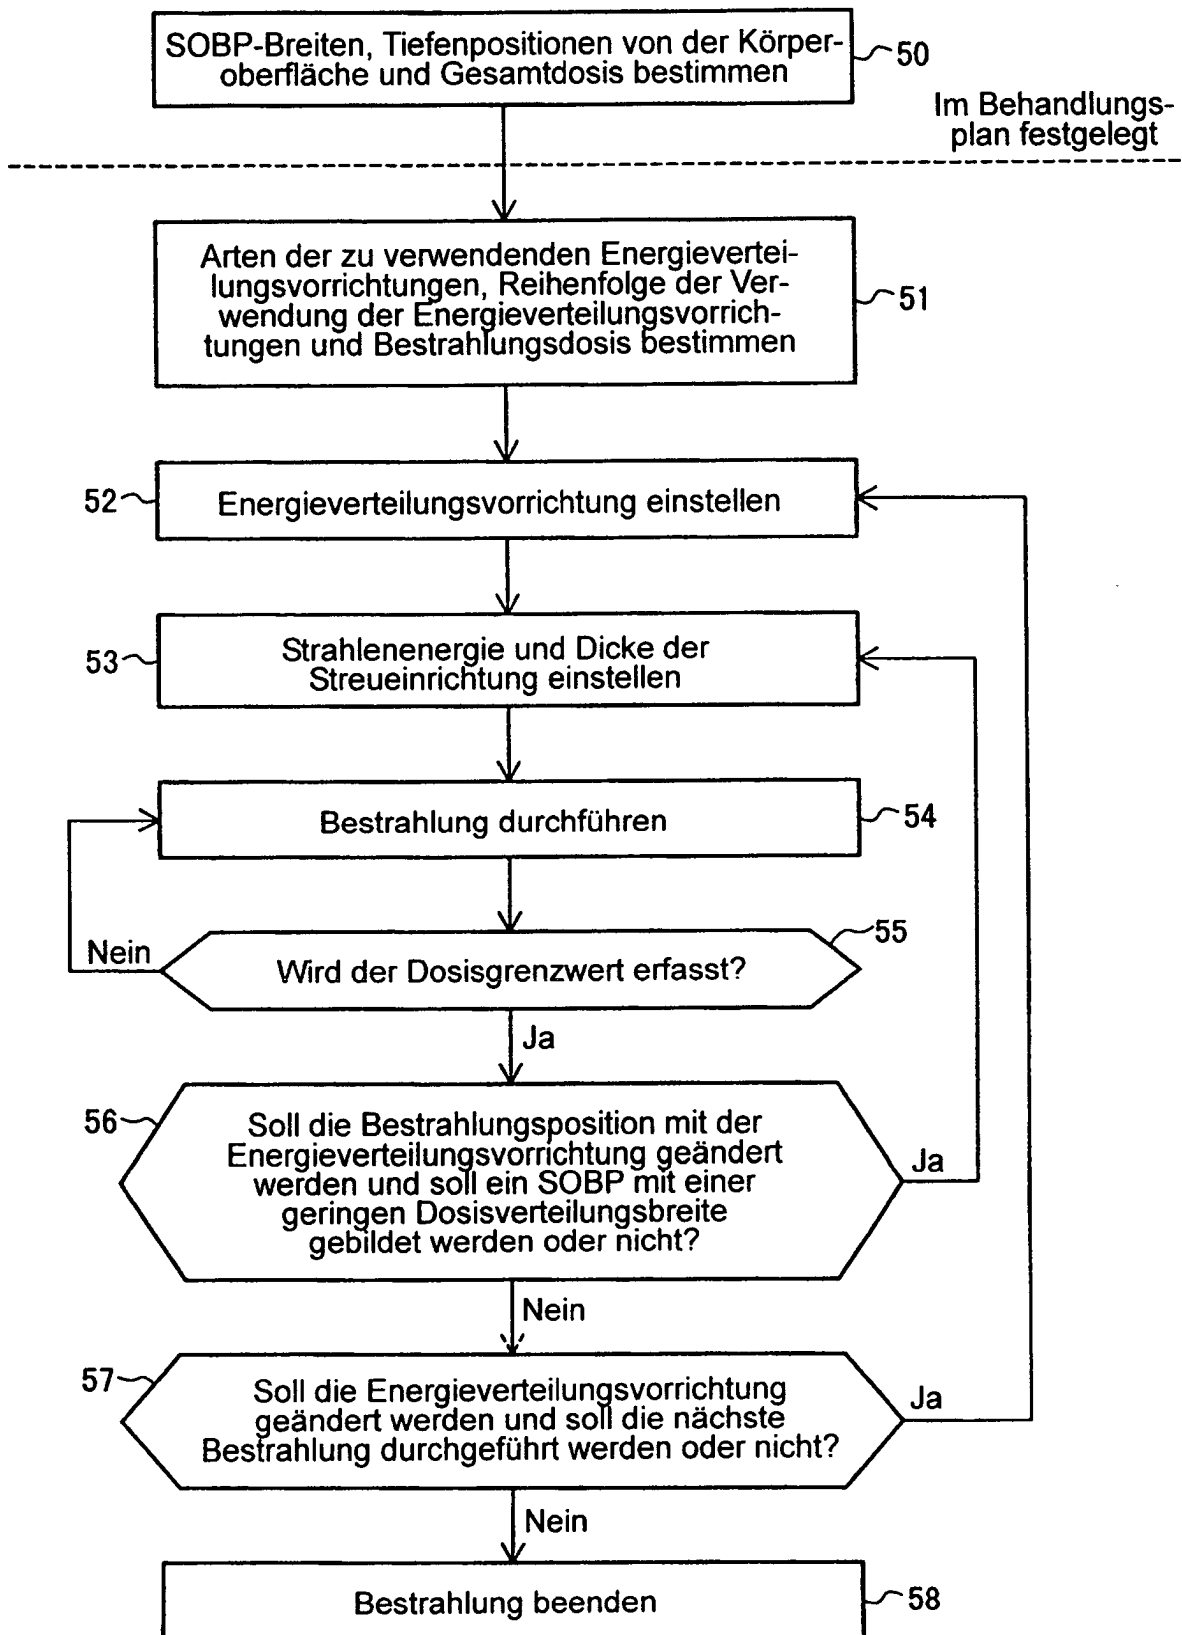 SOBP-Breiten, Tiefenpositionen von der Körper-
oberfläche und Gesamtdosis bestimmen
50
Im Behandlungs-
plan festgelegt
Arten der zu verwendenden Energievertei-
lungsvorrichtungen, Reihenfolge der Ver-
wendung der Energieverteilungsvorrich-
tungen und Bestrahlungsdosis bestimmen
51
52
Energieverteilungsvorrichtung einstellen
53
Strahlenenergie und Dicke der
Streueinrichtung einstellen
Bestrahlung durchführen
54
55
Nein
Wird der Dosisgrenzwert erfasst?
Ja
56
Soll die Bestrahlungsposition mit der
Energieverteilungsvorrichtung geändert
werden und soll ein SOBP mit einer
geringen Dosisverteilungsbreite
gebildet werden oder nicht?
Ja
Nein
57
Soll die Energieverteilungsvorrichtung
geändert werden und soll die nächste
Bestrahlung durchgeführt werden oder nicht?
Ja
Nein
Bestrahlung beenden
58